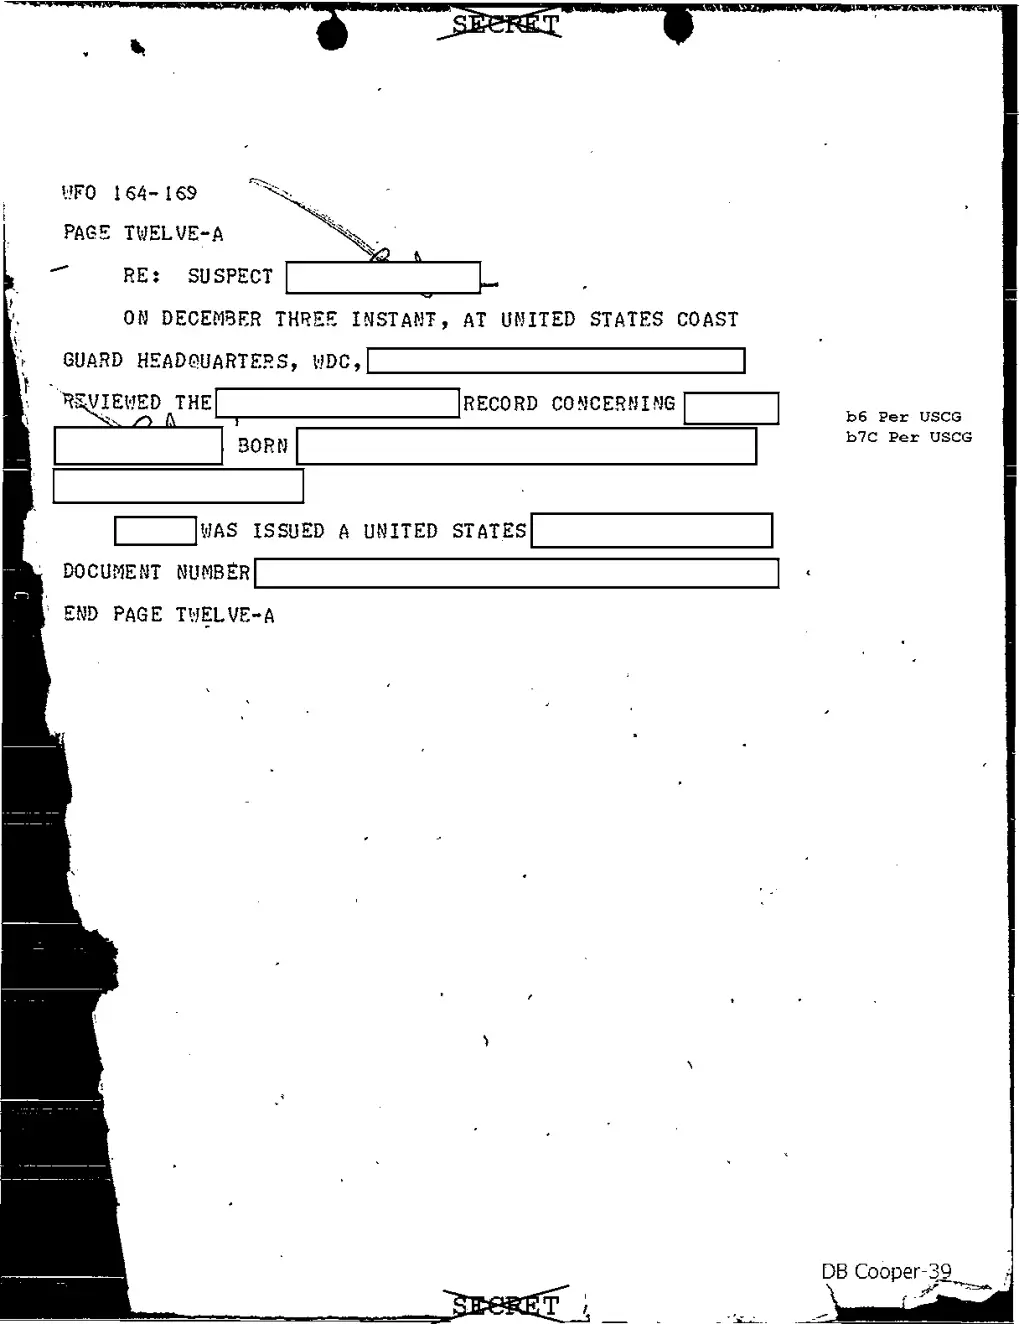 SECRET
WFO 164-169
PAGE TWELVE-A
RE: SUSPECT
ON DECEMBER THREE INSTANT, AT UNITED STATES COAST
GUARD HEADQUARTERS, WDC,
REVIEWED THE RECORD CONCERNING
b6 Per USCG
b7C Per USCG
BORN
WAS ISSUED A UNITED STATES
DOCUMENT NUMBER
END PAGE TWELVE-A
DB Cooper-39
SECRET